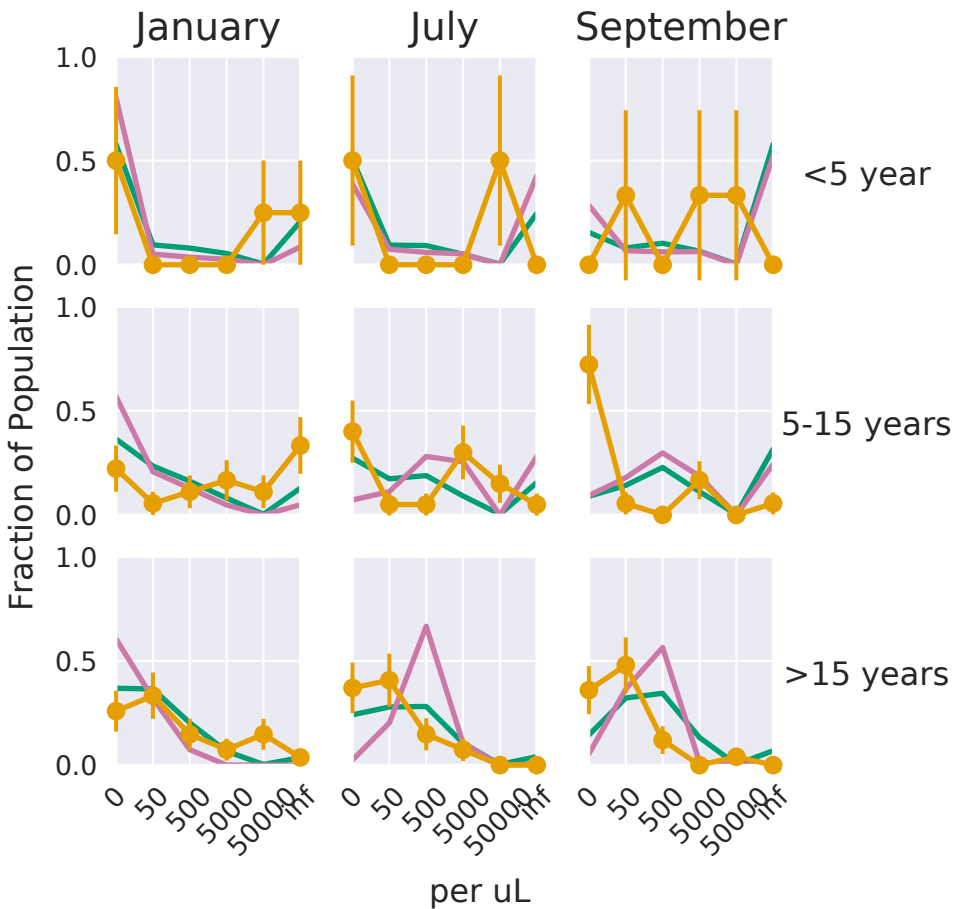 January July September
1.0
0.5
0.0
<5 year
1.0
0.5
0.0
5-15 years
1.0
0.5
0.0
>15 years
Fraction of Population
0 50 500 5000 50000 inf 0 50 500 5000 50000 inf 0 50 500 5000 50000 inf
per uL